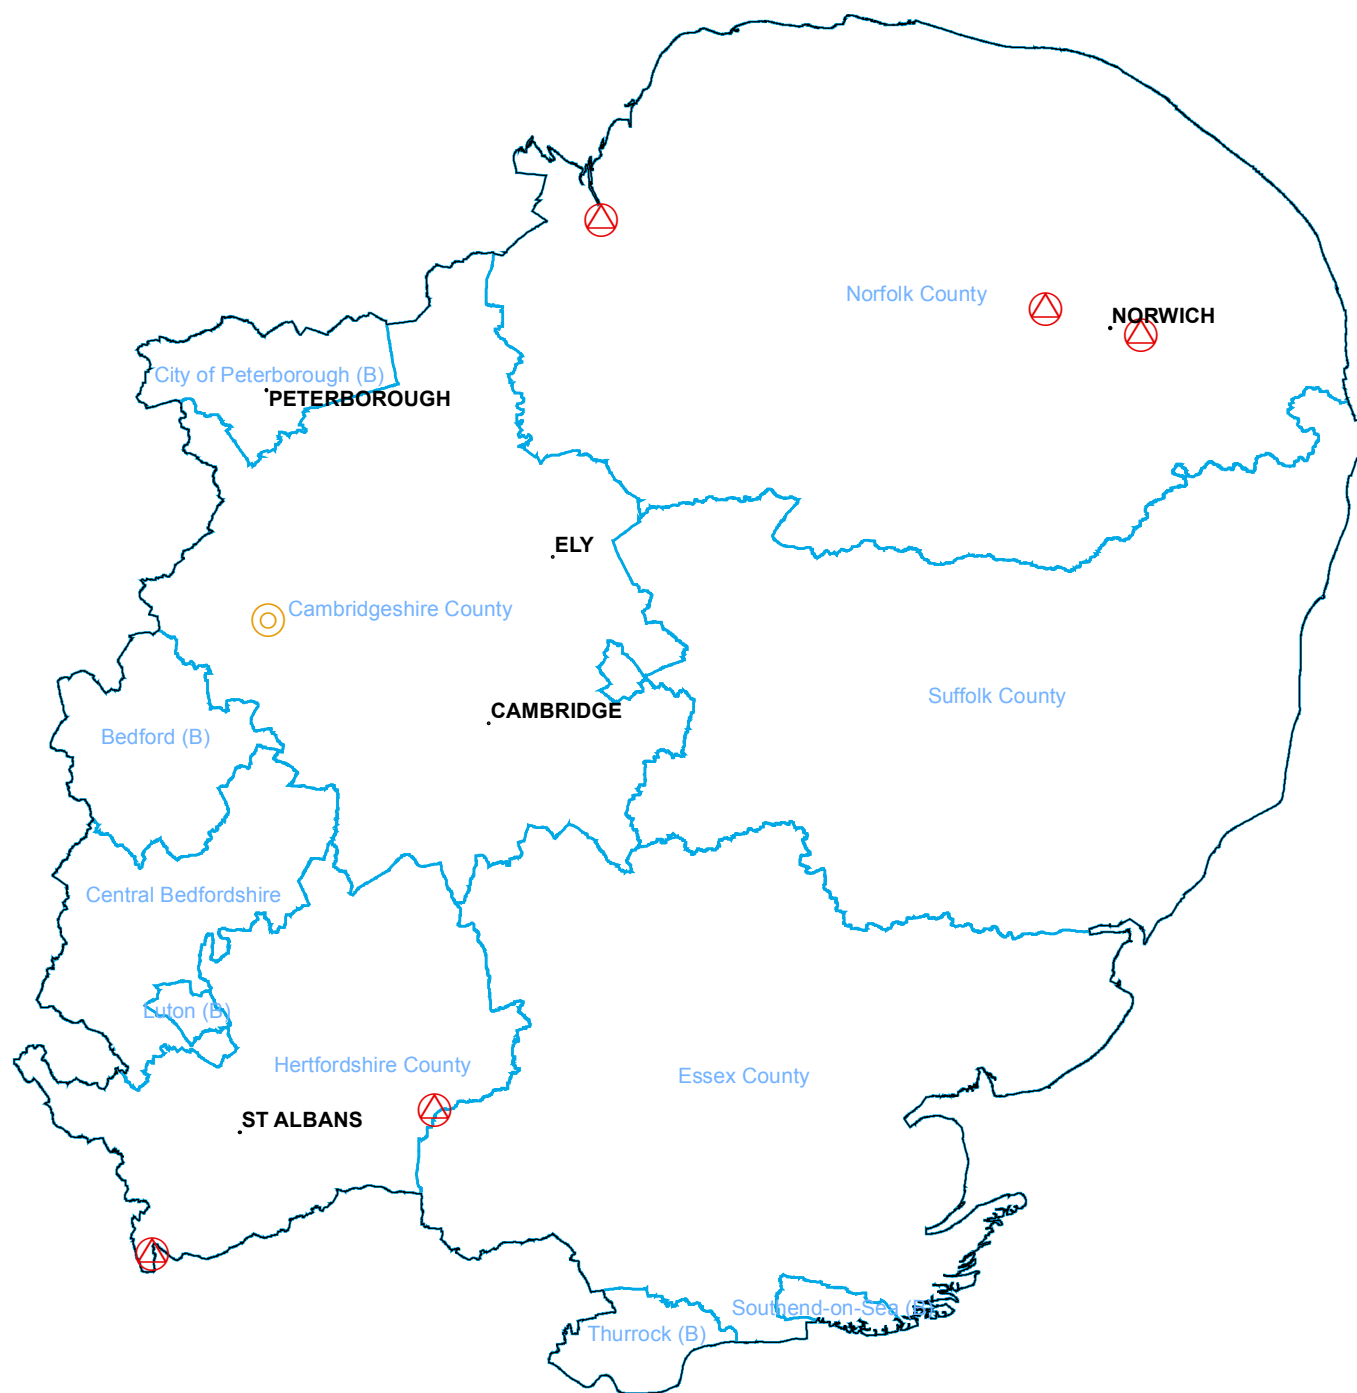 Norfolk County
NORWICH
City of Peterborough (B)
PETERBOROUGH
ELY
Cambridgeshire County
Suffolk County
CAMBRIDGE
Bedford (B)
Central Bedfordshire
Luton (B)
Hertfordshire County
Essex County
ST ALBANS
Southend-on-Sea (B)
Thurrock (B)